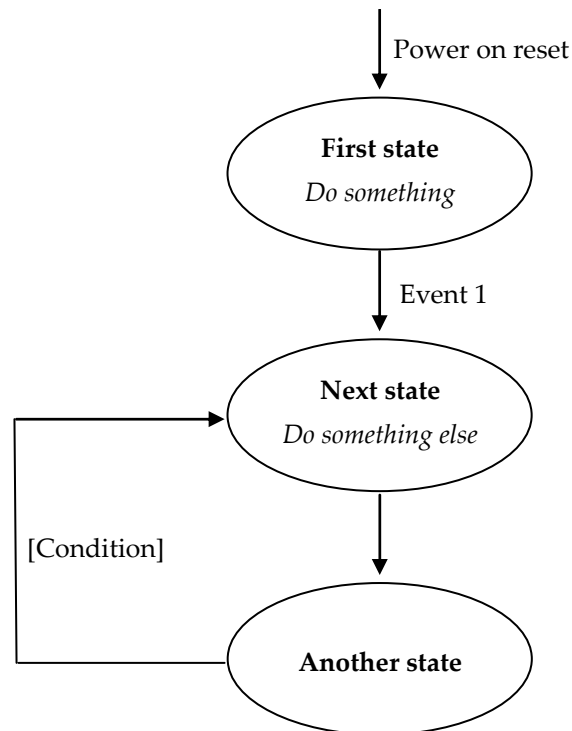 Power on reset
First state
Do something
Event 1
Next state
Do something else
[Condition]
Another state